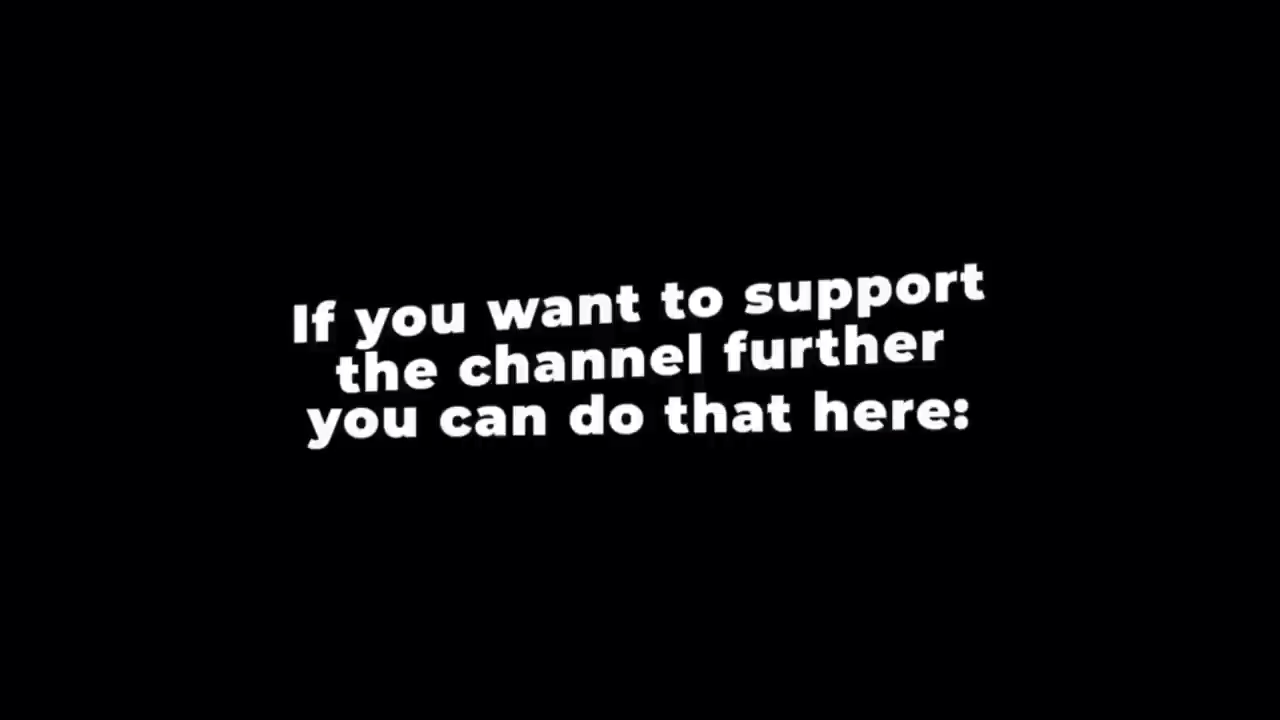 If you want to support
the channel further
you can do that here: